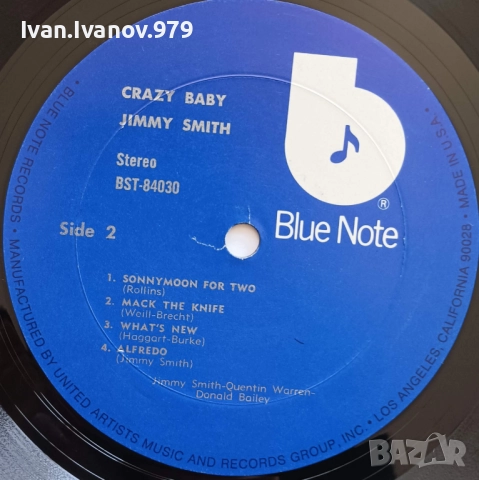 Ivan.Ivanov.979
CRAZY BABY
JIMMY SMITH
Stereo
BST-84030
Side 2
®
Blue Note
1. SONNYMOON FOR TWO
(Rollins)
2. MACK THE KNIFE
(Weill-Brecht)
3. WHAT'S NEW
(Haggart-Burke)
4. ALFREDO
(Jimmy Smith)
Jimmy Smith-Quentin Warren-
Donald Bailey
• BLUE NOTE RECORDS • MANUFACTURED BY UNITED ARTISTS MUSIC AND RECORDS GROUP, INC. • LOS ANGELES, CALIFORNIA 90028 • MADE IN U.S.A.
BAZAR